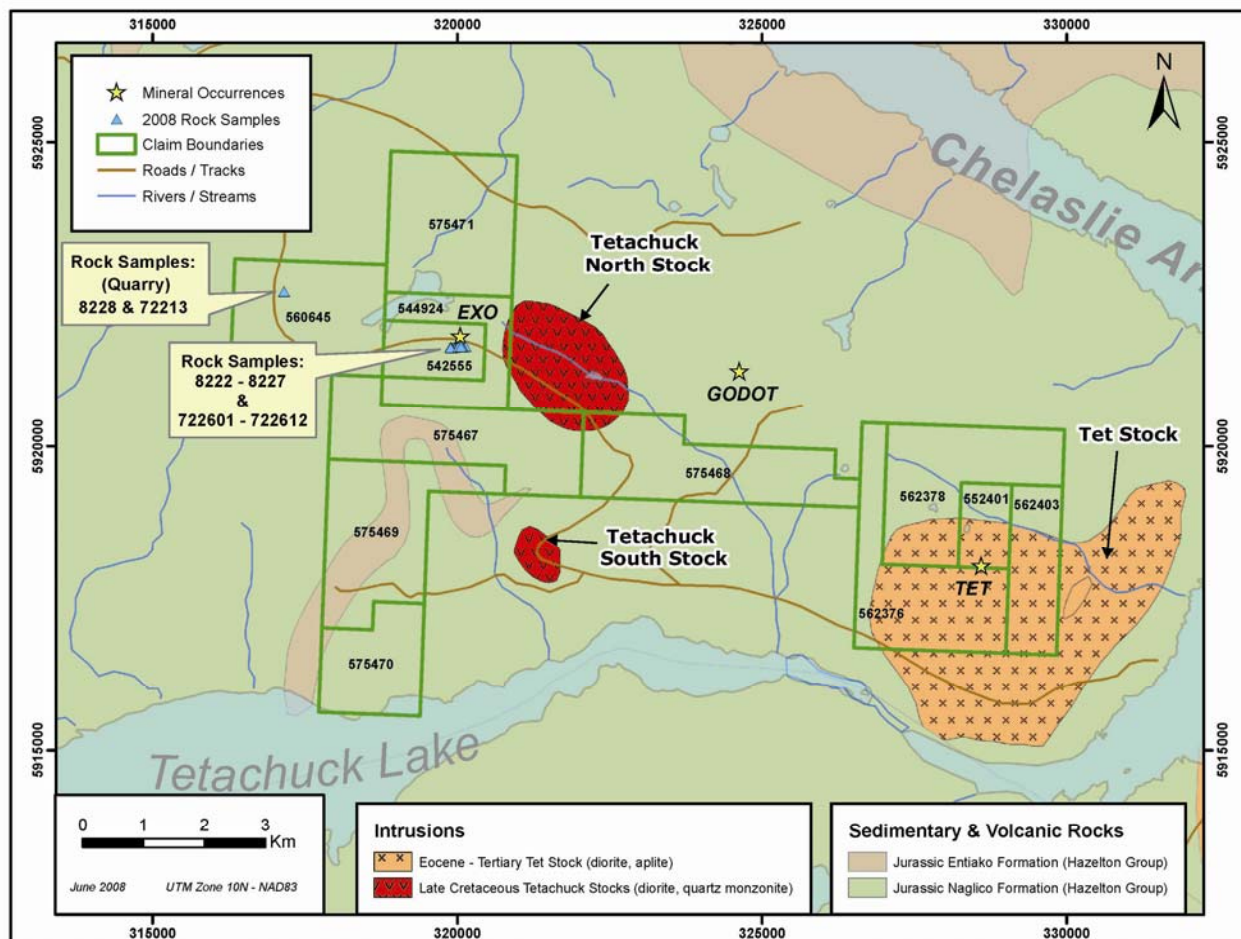 315000
320000
325000
330000
Mineral Occurrences
2008 Rock Samples
Claim Boundaries
Roads / Tracks
Rivers / Streams
N
5925000
5925000
Chelaslie Ar
575471
Tetachuck
North Stock
Rock Samples:
(Quarry)
8228 & 72213
560645
544924
EXO
542555
Rock Samples:
8222 - 8227
&
722601 - 722612
GODOT
5920000
5920000
575467
575468
Tet Stock
562378
552401
562403
575469
Tetachuck
South Stock
TET
562376
575470
5915000
5915000
Tetachuck Lake
0 1 2 3
Km
June 2008 UTM Zone 10N - NAD83
Intrusions
Eocene - Tertiary Tet Stock (diorite, aplite)
Late Cretaceous Tetachuck Stocks (diorite, quartz monzonite)
Sedimentary & Volcanic Rocks
Jurassic Entiako Formation (Hazelton Group)
Jurassic Naglico Formation (Hazelton Group)
315000
320000
325000
330000